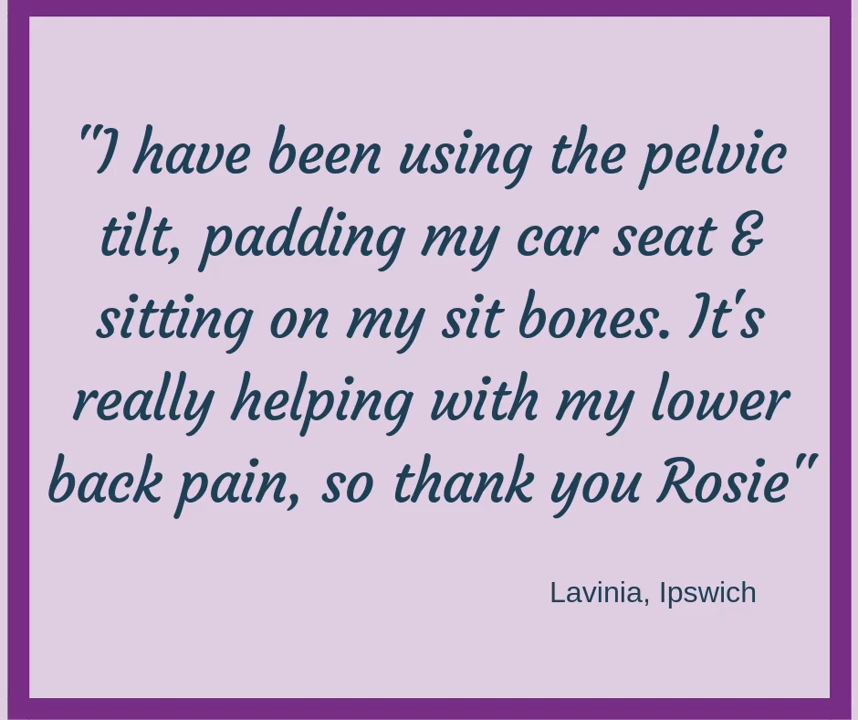 "I have been using the pelvic
tilt, padding my car seat &
sitting on my sit bones. It's
really helping with my lower
back pain, so thank you Rosie"
Lavinia, Ipswich